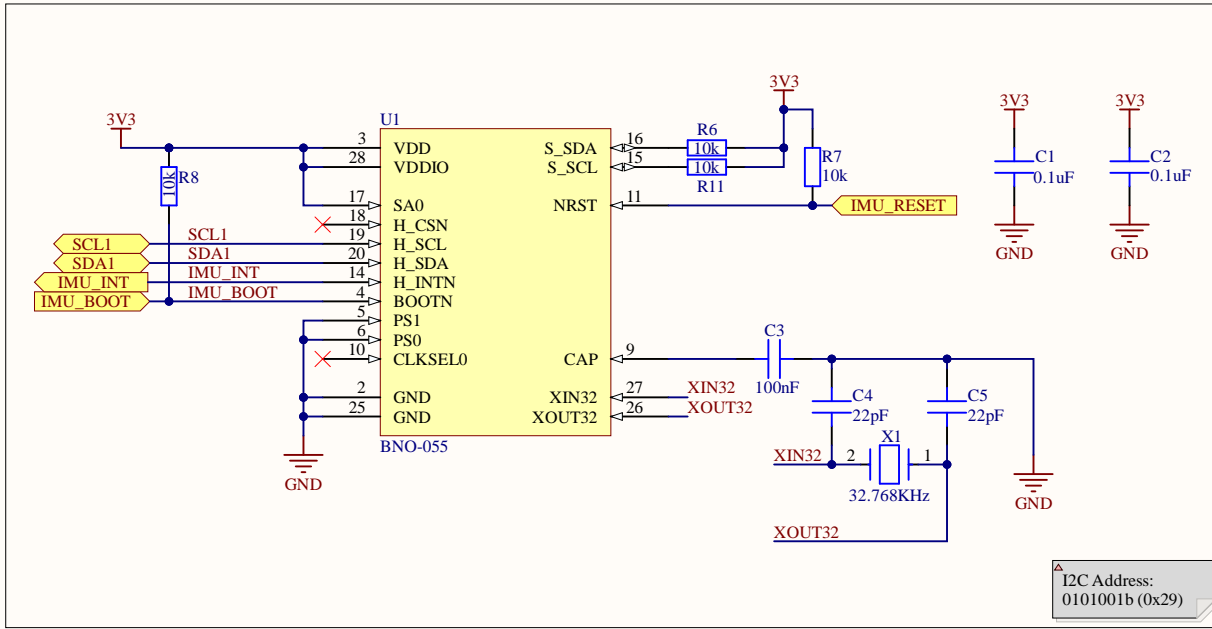 3V3
R8
10k
U1
3 VDD
28 VDDIO
17 SA0
18 H_CSN
SCL1 SCL1 19 H_SCL
SDA1 SDA1 20 H_SDA
IMU_INT IMU_INT 14 H_INTN
IMU_BOOT IMU_BOOT 4 BOOTN
5 PS1
6 PS0
10 CLKSEL0
2 GND
25 GND
GND
BNO-055
S_SDA 16
S_SCL 15
NRST 11
CAP 9
XIN32 27 XIN32
XOUT32 26 XOUT32
3V3
R6
10k
10k
R11
R7
10k
IMU_RESET
3V3
C1
0.1uF
GND
3V3
C2
0.1uF
GND
C3
100nF
C4
22pF
C5
22pF
X1
XIN32 2 1
32.768KHz
XOUT32
GND
I2C Address:
0101001b (0x29)